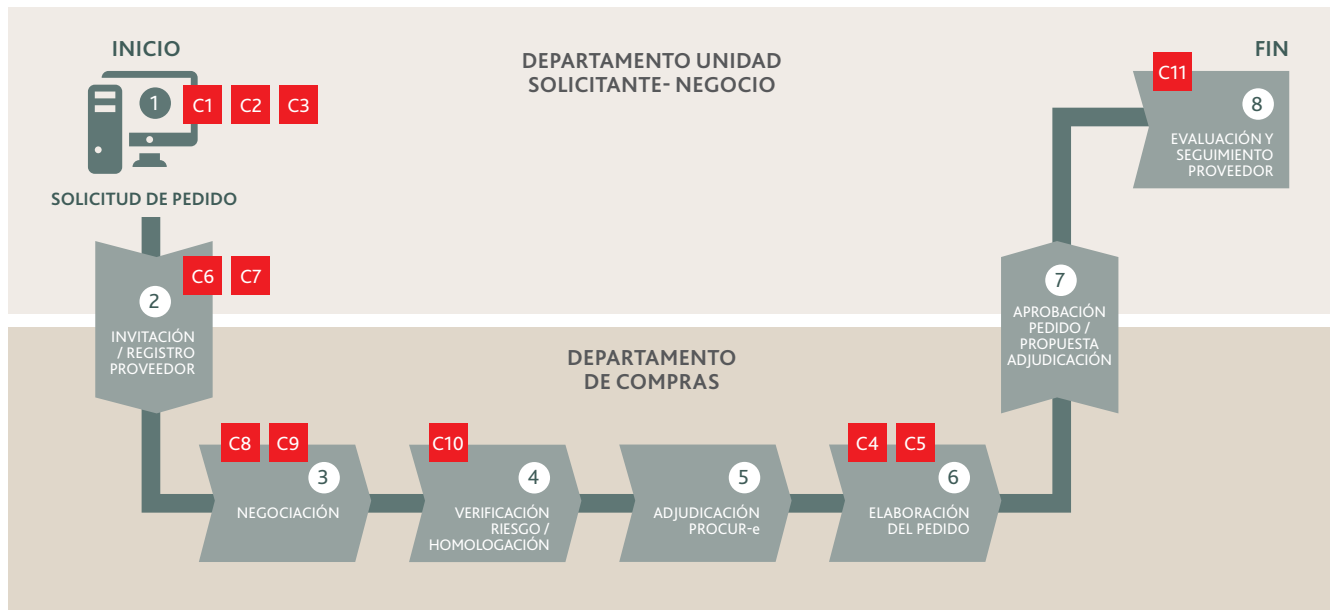 INICIO
DEPARTAMENTO UNIDAD
SOLICITANTE- NEGOCIO
FIN
1
C1
C2
C3
SOLICITUD DE PEDIDO
C6
C7
2
INVITACIÓN
/ REGISTRO
PROVEEDOR
DEPARTAMENTO
DE COMPRAS
C8
C9
3
NEGOCIACIÓN
C10
4
VERIFICACIÓN
RIESGO /
HOMOLOGACIÓN
5
ADJUDICACIÓN
PROCUR-e
C4
C5
6
ELABORACIÓN
DEL PEDIDO
7
APROBACIÓN
PEDIDO /
PROPUESTA
ADJUDICACIÓN
C11
8
EVALUACIÓN Y
SEGUIMIENTO
PROVEEDOR